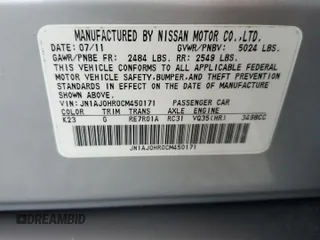 MANUFACTURED BY NISSAN MOTOR CO.,LTD.
DATE: 07/11 GVWR/PNBV: 5024 LBS.
GAWR/PNBE FR: 2484 LBS. RR: 2549 LBS.
THIS VEHICLE CONFORMS TO ALL APPLICABLE FEDERAL
MOTOR VEHICLE SAFETY,BUMPER,AND THEFT PREVENTION
STANDARDS IN EFFECT ON THE DATE OF MANUFACTURE
SHOWN ABOVE.
VIN:JN1AJ0HR0CM450171 PASSENGER CAR
COLOR TRIM TRANS AXLE ENGINE
K23 G RE7R01A RC31 VQ35(HR) 3498CC
JN1AJ0HR0CM450171
© DREAMBID